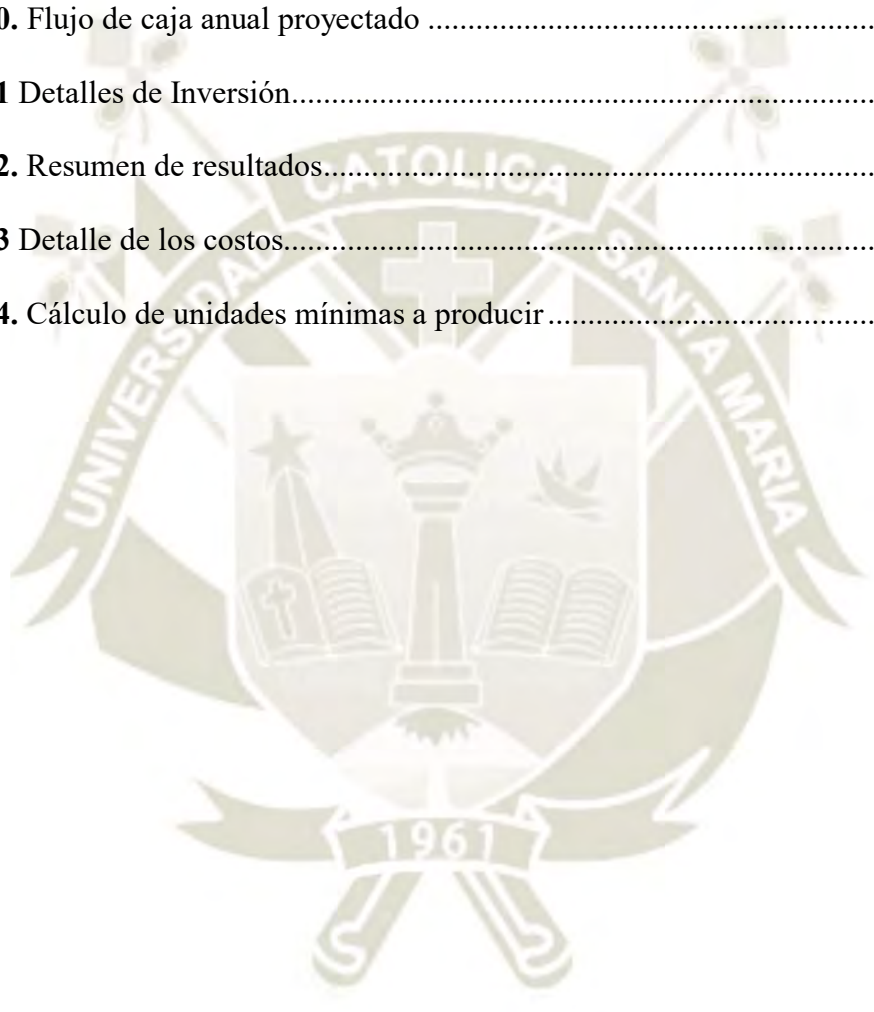 0. Flujo de caja anual proyectado ................................................
1 Detalles de Inversión..............................................................
2. Resumen de resultados..........................................................
3 Detalle de los costos...............................................................
4. Cálculo de unidades mínimas a producir ...................................
UNIVERSIDAD CATOLICA SANTA MARIA
1961